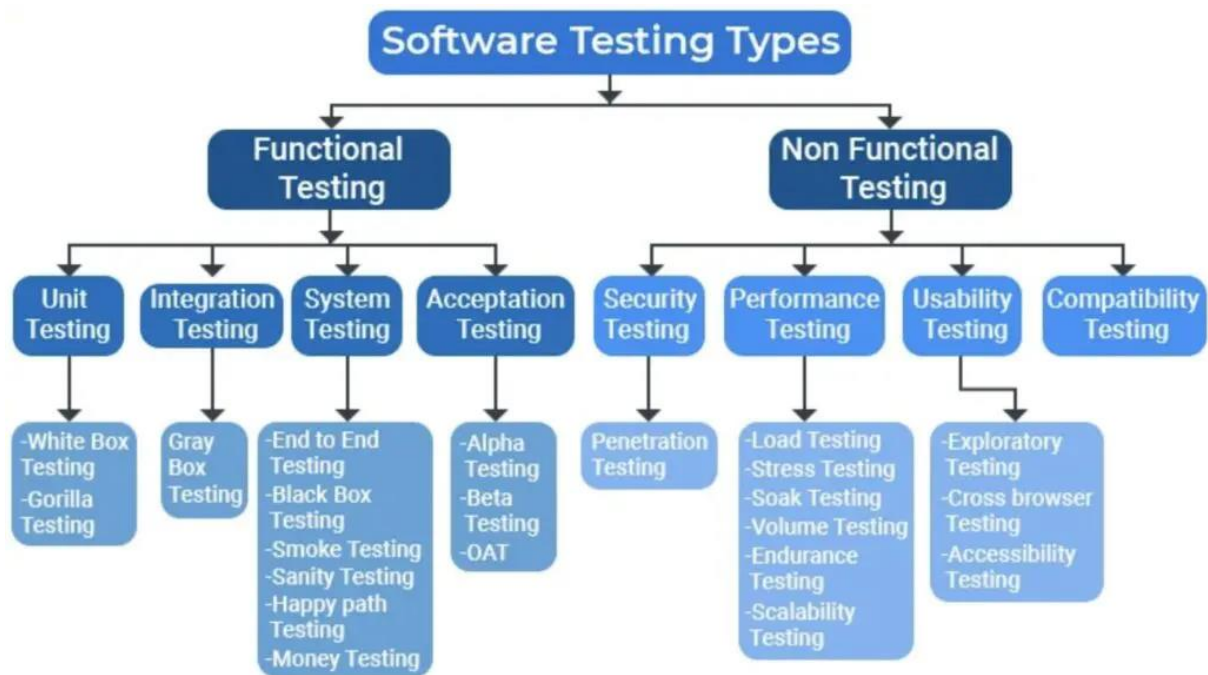 Software Testing Types
Functional
Testing
Non Functional
Testing
Unit
Testing
Integration
Testing
System
Testing
Acceptation
Testing
Security
Testing
Performance
Testing
Usability
Testing
Compatibility
Testing
-White Box
Testing
-Gorilla
Testing
Gray
Box
Testing
-End to End
Testing
-Black Box
Testing
-Smoke Testing
-Sanity Testing
-Happy path
Testing
-Money Testing
-Alpha
Testing
-Beta
Testing
-OAT
Penetration
Testing
-Load Testing
-Stress Testing
-Soak Testing
-Volume Testing
-Endurance
Testing
-Scalability
Testing
-Exploratory
Testing
-Cross browser
Testing
-Accessibility
Testing